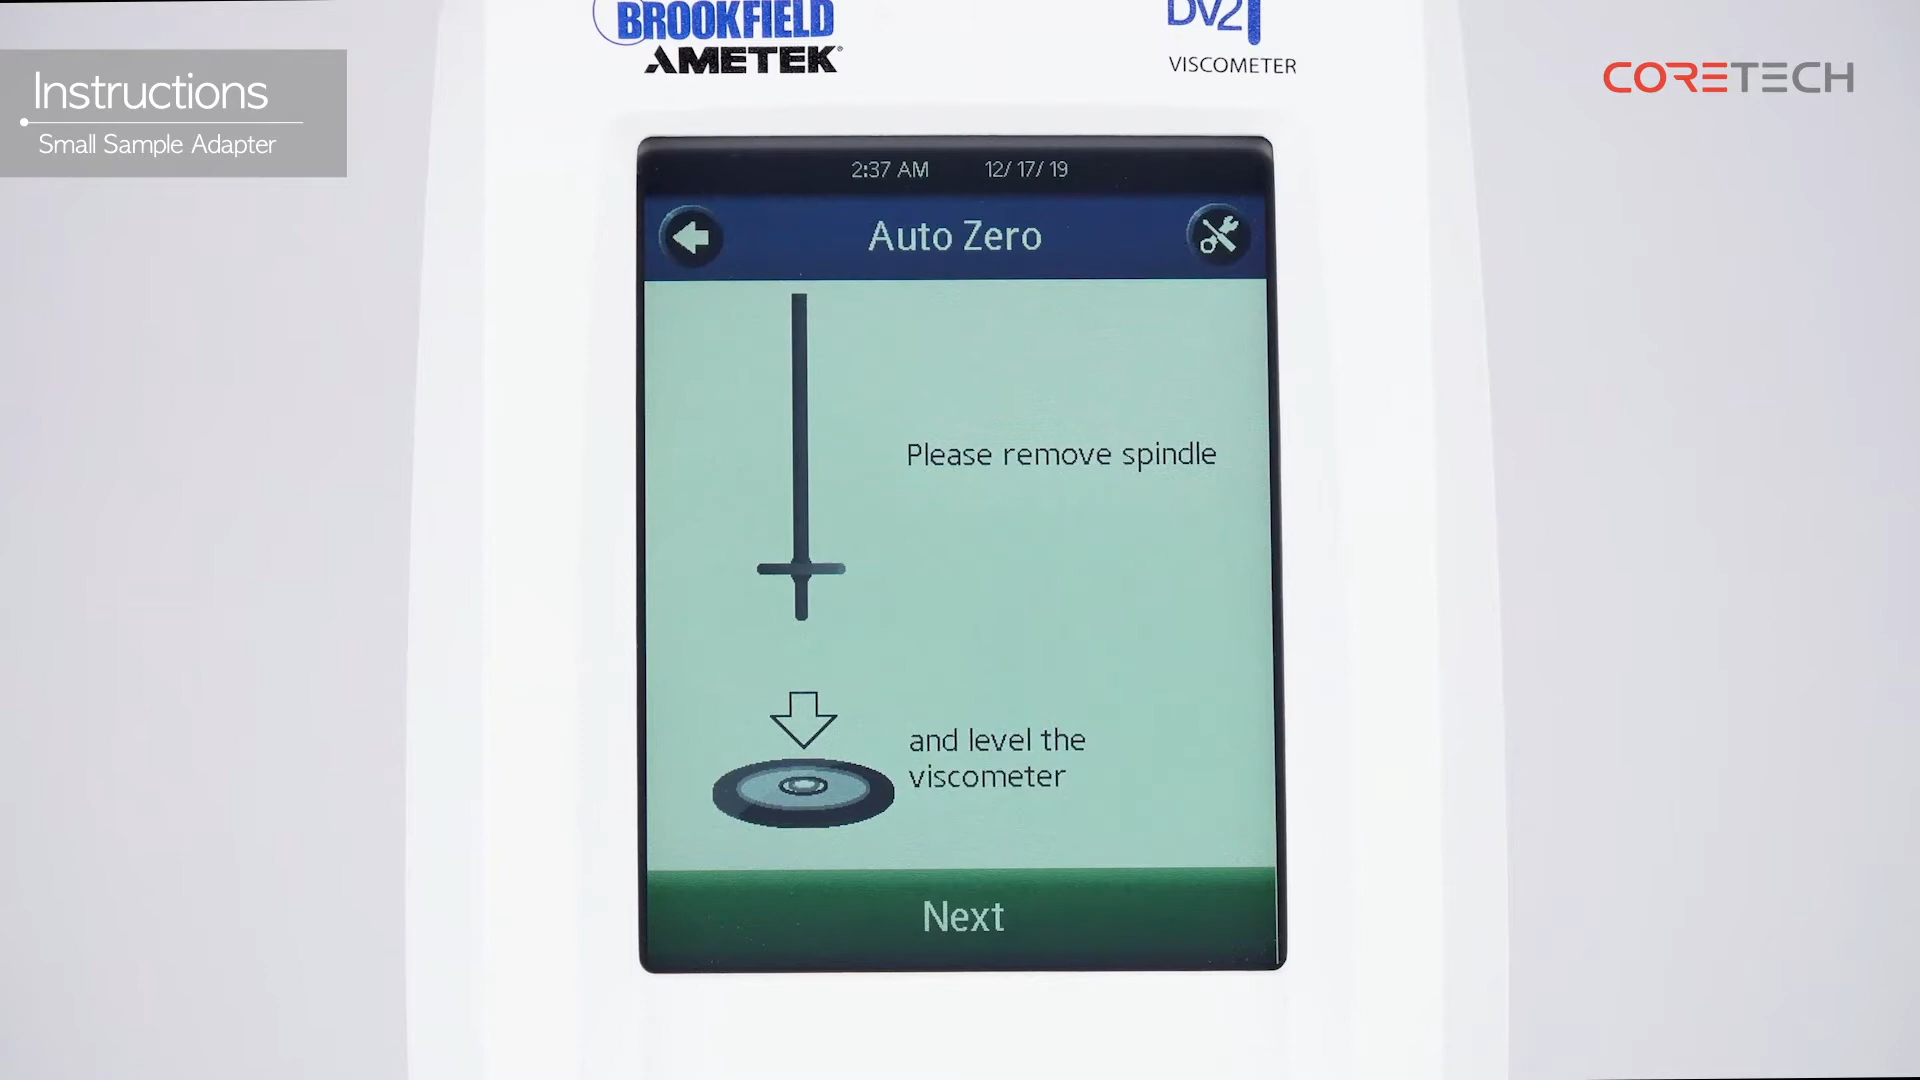 BROOKFIELD
AMETEK
DV2T
VISCOMETER
Instructions
Small Sample Adapter
CORETECH
2:37 AM 12/17/19
Auto Zero
Please remove spindle
and level the
viscometer
Next